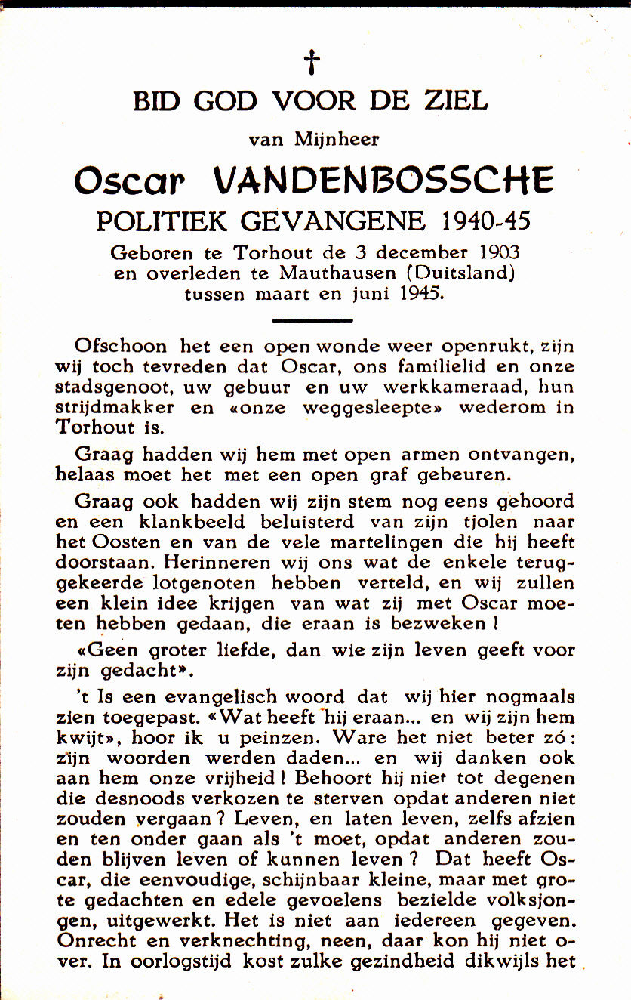 †
BID GOD VOOR DE ZIEL
van Mijnheer
Oscar VANDENBOSSCHE
POLITIEK GEVANGENE 1940-45
Geboren te Torhout de 3 december 1903
en overleden te Mauthausen (Duitsland)
tussen maart en juni 1945.
Ofschoon het een open wonde weer openrukt, zijn
wij toch tevreden dat Oscar, ons familielid en onze
stadsgenoot, uw gebuur en uw werkkameraad, hun
strijdmakker en «onze weggesleepte» wederom in
Torhout is.
Graag hadden wij hem met open armen ontvangen,
helaas moet het met een open graf gebeuren.
Graag ook hadden wij zijn stem nog eens gehoord
en een klankbeeld beluisterd van zijn tjolen naar
het Oosten en van de vele martelingen die hij heeft
doorstaan. Herinneren wij ons wat de enkele terug-
gekeerde lotgenoten hebben verteld, en wij zullen
een klein idee krijgen van wat zij met Oscar moe-
ten hebben gedaan, die eraan is bezweken !
«Geen groter liefde, dan wie zijn leven geeft voor
zijn gedacht».
't Is een evangelisch woord dat wij hier nogmaals
zien toegepast. «Wat heeft hij eraan... en wij zijn hem
kwijt», hoor ik u peinzen. Ware het niet beter zó :
zijn woorden werden daden... en wij danken ook
aan hem onze vrijheid ! Behoort hij niet tot degenen
die desnoods verkozen te sterven opdat anderen niet
zouden vergaan ? Leven, en laten leven, zelfs afzien
en ten onder gaan als 't moet, opdat anderen zou-
den blijven leven of kunnen leven ? Dat heeft Os-
car, die eenvoudige, schijnbaar kleine, maar met gro-
te gedachten en edele gevoelens bezielde volksjon-
gen, uitgewerkt. Het is niet aan iedereen gegeven.
Onrecht en verknechting, neen, daar kon hij niet o-
ver. In oorlogstijd kost zulke gezindheid dikwijls het